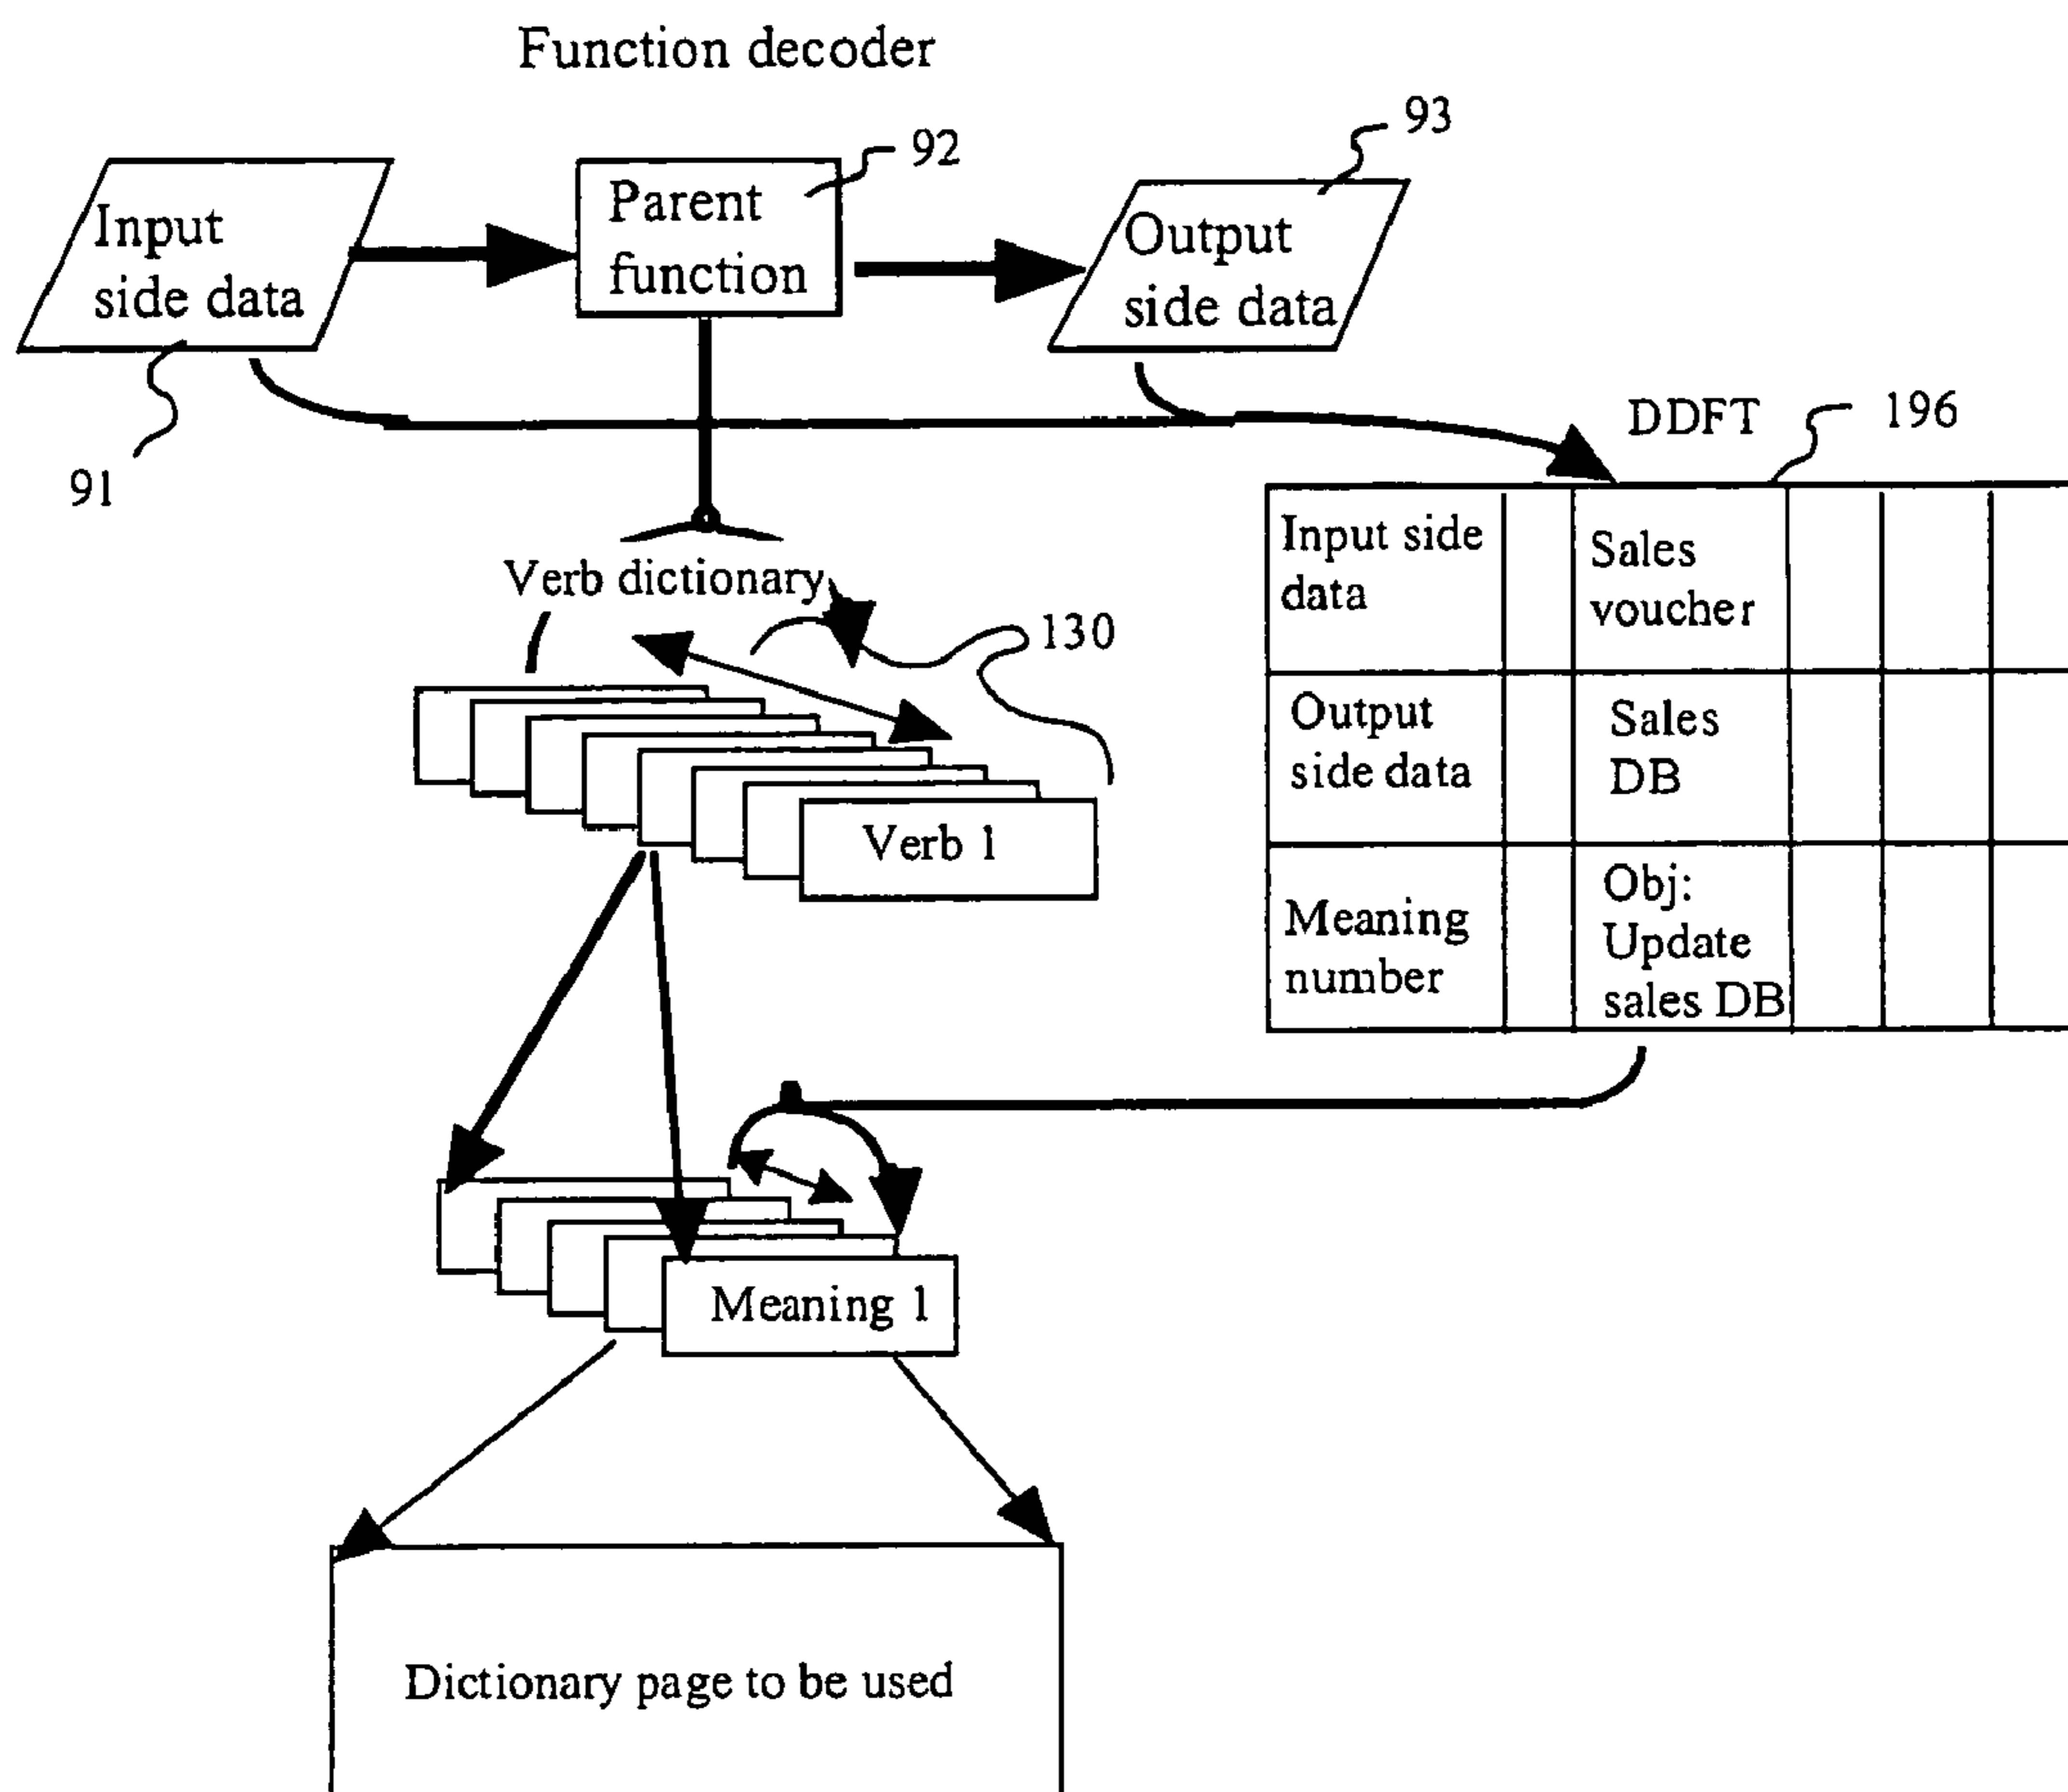 Function decoder
93
92
Input
side data
Parent
function
Output
side data
91
DDFT
196
Verb dictionary
130
Input side
data
Sales
voucher
Output
side data
Sales
DB
Meaning
number
Obj:
Update
sales DB
Verb 1
Meaning 1
Dictionary page to be used